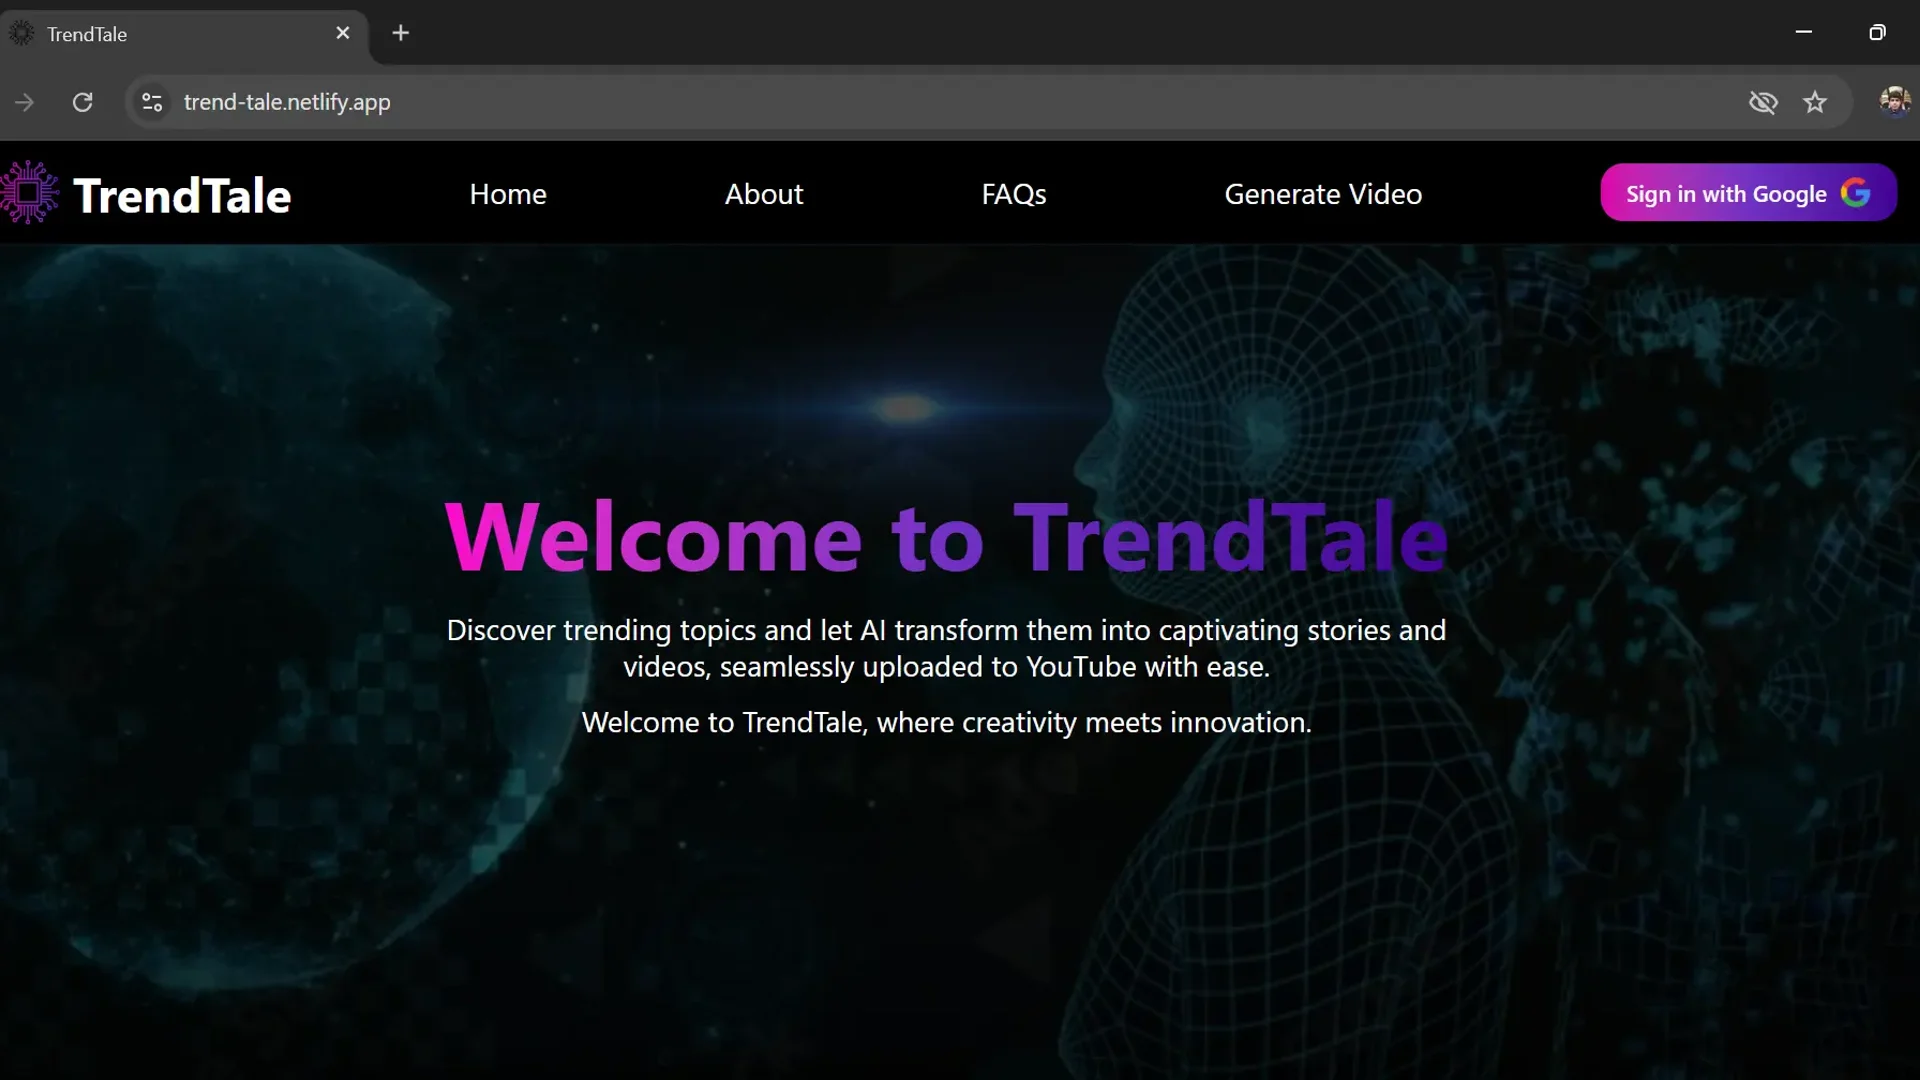 TrendTale
trend-tale.netlify.app
TrendTale
Home
About
FAQs
Generate Video
Sign in with Google
Welcome to TrendTale
Discover trending topics and let AI transform them into captivating stories and
videos, seamlessly uploaded to YouTube with ease.
Welcome to TrendTale, where creativity meets innovation.